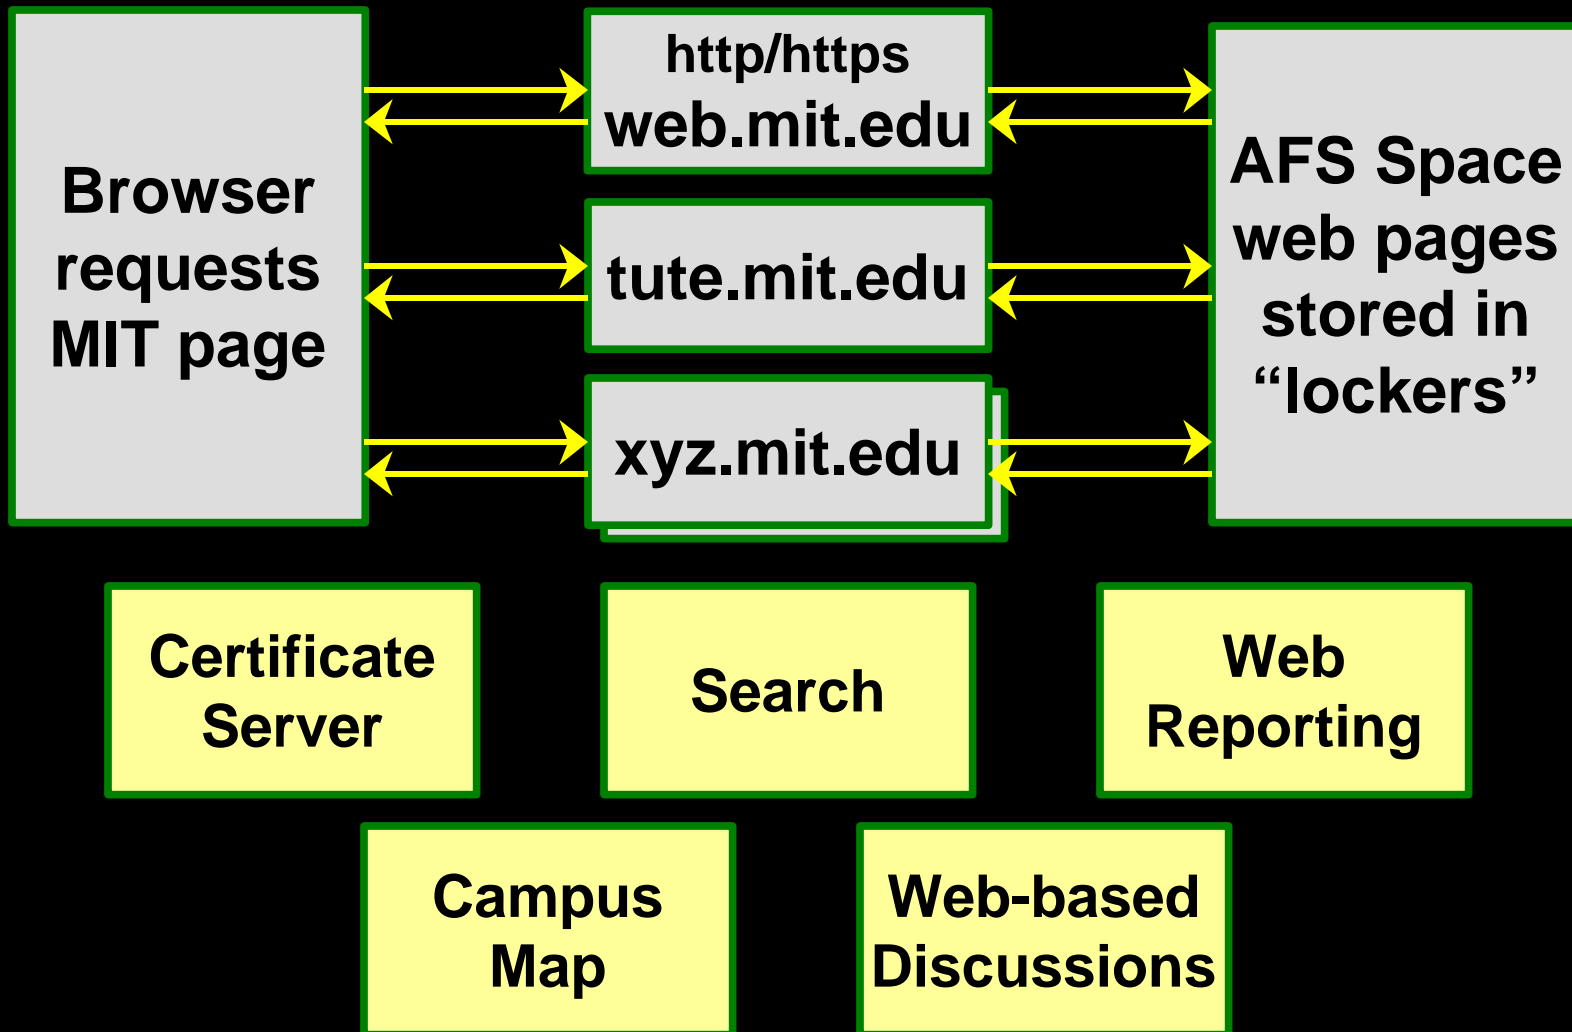 Browser
requests
MIT page
http/https
web.mit.edu
tute.mit.edu
xyz.mit.edu
AFS Space
web pages
stored in
“lockers”
Certificate
Server
Search
Web
Reporting
Campus
Map
Web-based
Discussions